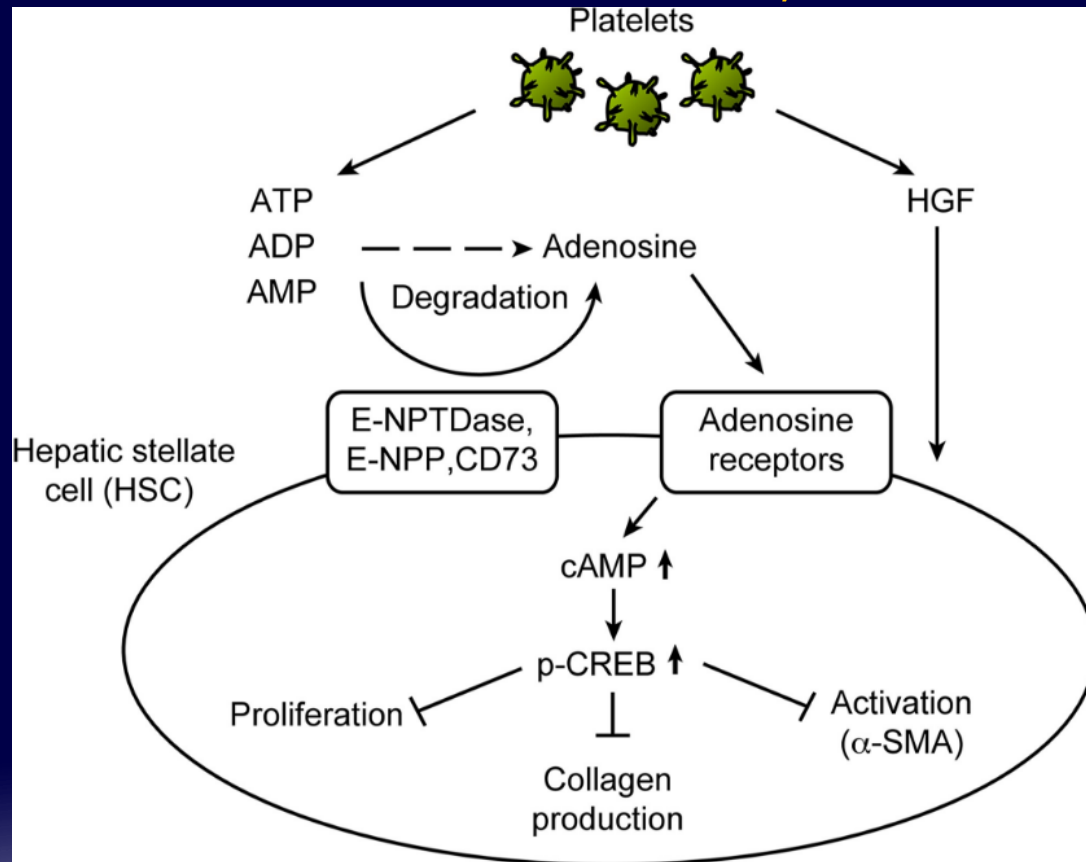 Platelets
ATP
HGF
ADP
Adenosine
AMP
Degradation
E-NPTDase,
E-NPP,CD73
Adenosine
receptors
Hepatic stellate
cell (HSC)
cAMP
p-CREB
Proliferation
Activation
(α-SMA)
Collagen
production